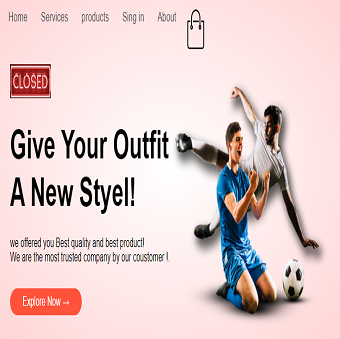 Home Services products Sing in About
CLOSED
Give Your Outfit
A New Styel!
we offered you Best quality and best product!
We are the most trusted company by our coustomer !
Explore Now →